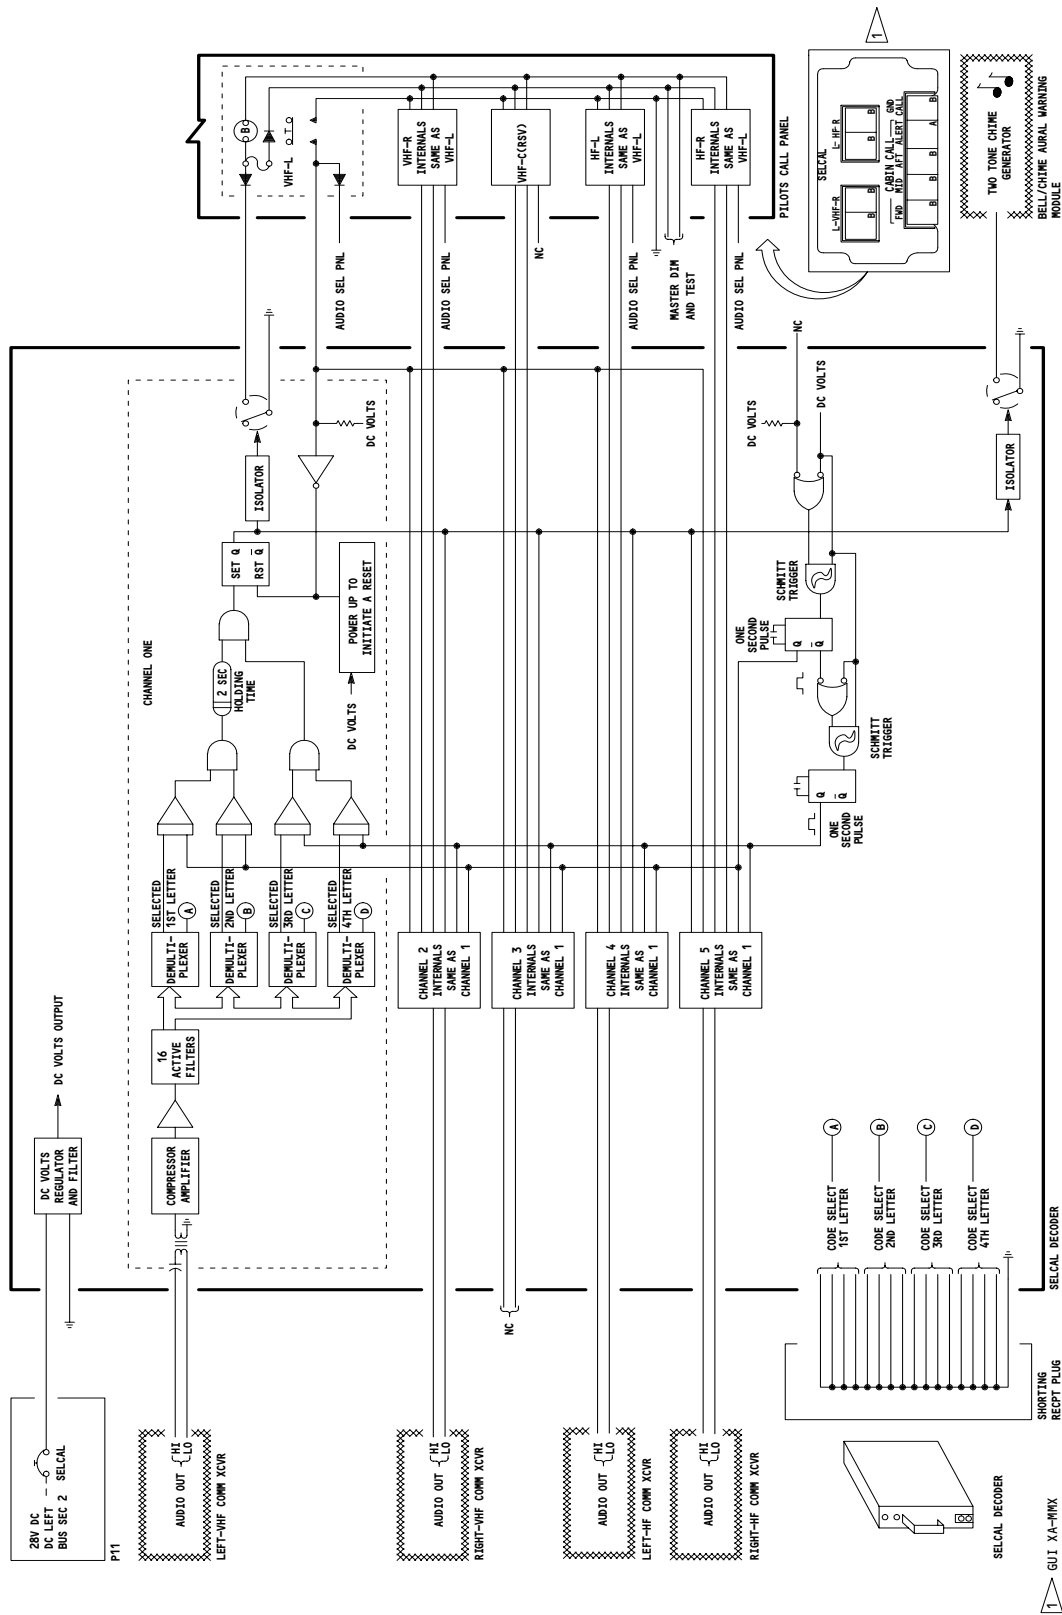 28V DC
DC LEFT
BUS SEC 2
SELCAL
P11
DC VOLTS
REGULATOR
AND FILTER
DC VOLTS OUTPUT
AUDIO OUT
HI
LO
LEFT-VHF COMM XCVR
AUDIO OUT
HI
LO
RIGHT-VHF COMM XCVR
AUDIO OUT
HI
LO
LEFT-HF COMM XCVR
AUDIO OUT
HI
LO
RIGHT-HF COMM XCVR
NC
CHANNEL ONE
COMPRESSOR
AMPLIFIER
16
ACTIVE
FILTERS
DEMULTI-
PLEXER
SELECTED
1ST LETTER
A
DEMULTI-
PLEXER
SELECTED
2ND LETTER
B
DEMULTI-
PLEXER
SELECTED
3RD LETTER
C
DEMULTI-
PLEXER
SELECTED
4TH LETTER
D
2 SEC
HOLDING
TIME
SET Q
RST Q
ISOLATOR
DC VOLTS
POWER UP TO
INITIATE A RESET
DC VOLTS
CHANNEL 2
INTERNALS
SAME AS
CHANNEL 1
CHANNEL 3
INTERNALS
SAME AS
CHANNEL 1
CHANNEL 4
INTERNALS
SAME AS
CHANNEL 1
CHANNEL 5
INTERNALS
SAME AS
CHANNEL 1
ONE
SECOND
PULSE
Q
Q
SCHMITT
TRIGGER
ONE
SECOND
PULSE
Q
Q
SCHMITT
TRIGGER
DC VOLTS
DC VOLTS
NC
ISOLATOR
CODE SELECT
1ST LETTER
A
CODE SELECT
2ND LETTER
B
CODE SELECT
3RD LETTER
C
CODE SELECT
4TH LETTER
D
SHORTING
RECPT PLUG
SELCAL DECODER
SELCAL DECODER
B
VHF-L
AUDIO SEL PNL
VHF-R
INTERNALS
SAME AS
VHF-L
AUDIO SEL PNL
VHF-C(RSV)
NC
HF-L
INTERNALS
SAME AS
VHF-L
AUDIO SEL PNL
MASTER DIM
AND TEST
HF-R
INTERNALS
SAME AS
VHF-L
AUDIO SEL PNL
PILOTS CALL PANEL
SELCAL
L-VHF-R
L- HF-R
B
B
B
B
CABIN CALL
GND
FWD
MID
AFT
ALERT
CALL
B
B
B
A
B
1
TWO TONE CHIME
GENERATOR
BELL/CHIME AURAL WARNING
MODULE
1
GUI XA-MMX